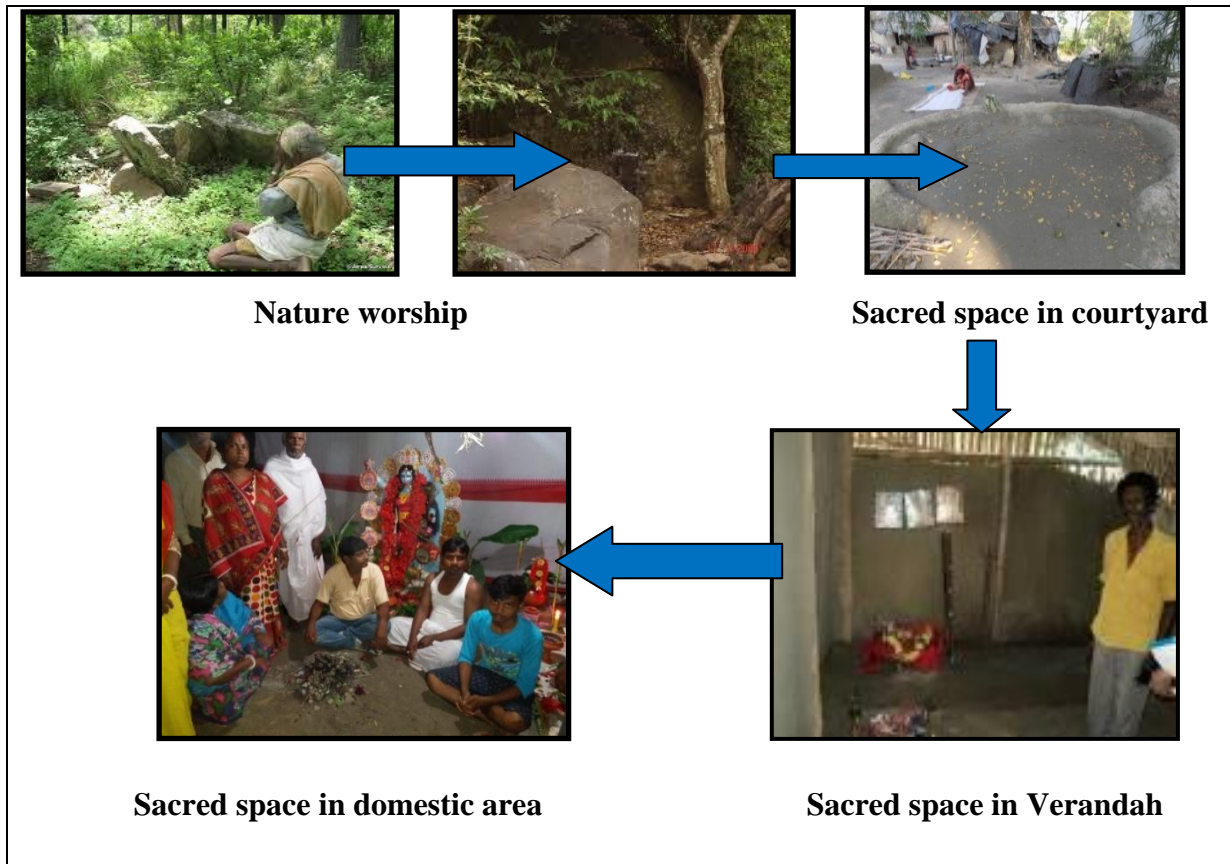 Nature worship
Sacred space in courtyard
Sacred space in domestic area
Sacred space in Verandah